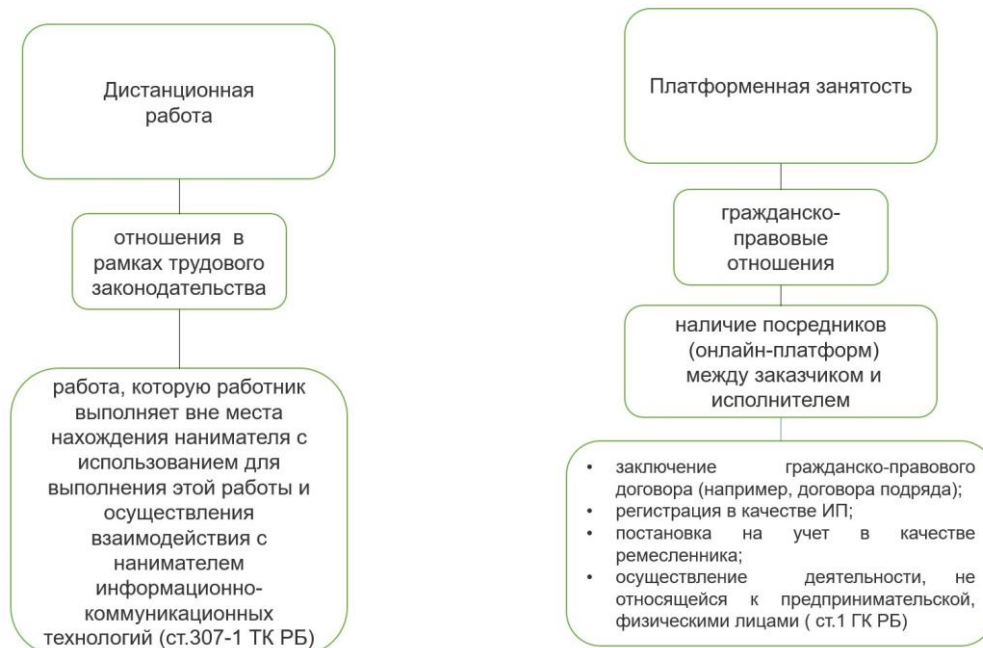 Дистанционная
работа
отношения в
рамках трудового
законодательства
работа, которую работник
выполняет вне места
нахождения нанимателя с
использованием для
выполнения этой работы и
осуществления
взаимодействия с
нанимателем
информационно-
коммуникационных
технологий (ст.307-1 ТК РБ)
Платформенная занятость
гражданско-
правовые
отношения
наличие посредников
(онлайн-платформ)
между заказчиком и
исполнителем
• заключение гражданско-правового
договора (например, договора подряда);
• регистрация в качестве ИП;
• постановка на учет в качестве
ремесленника;
• осуществление деятельности, не
относящейся к предпринимательской,
физическими лицами ( ст.1 ГК РБ)